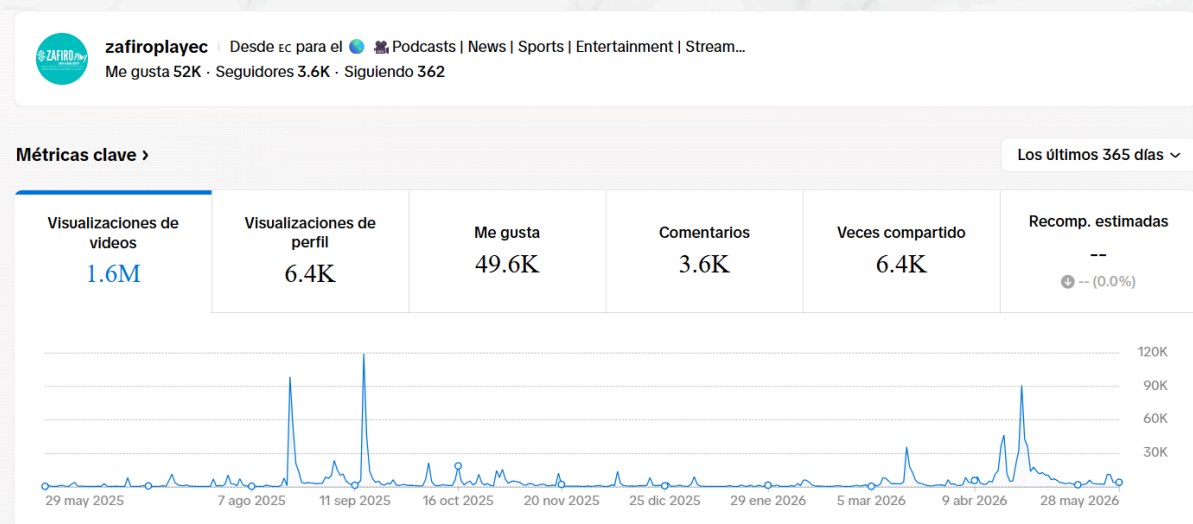 ZAFIRO Play
zafiroplayec Desde EC para el 🌎 🎥 Podcasts | News | Sports | Entertainment | Stream...
Me gusta 52K · Seguidores 3.6K · Siguiendo 362
Métricas clave ›
Los últimos 365 días
Visualizaciones de
videos
1.6M
Visualizaciones de
perfil
6.4K
Me gusta
49.6K
Comentarios
3.6K
Veces compartido
6.4K
Recomp. estimadas
--
-- (0.0%)
120K
90K
60K
30K
29 may 2025 7 ago 2025 11 sep 2025 16 oct 2025 20 nov 2025 25 dic 2025 29 ene 2026 5 mar 2026 9 abr 2026 28 may 2026